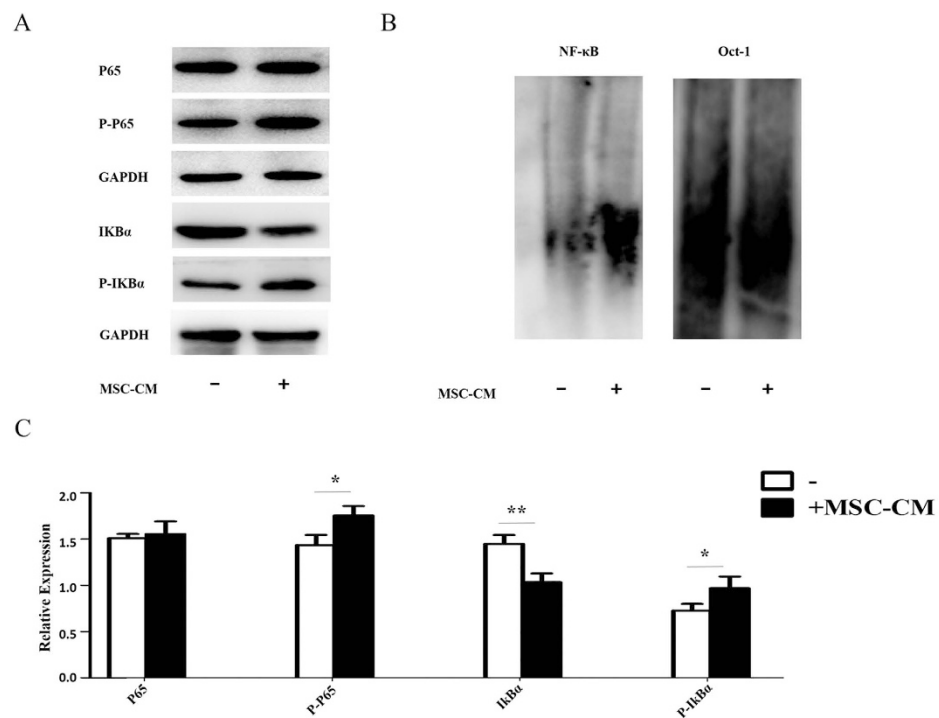 A
P65
P-P65
GAPDH
IKBα
P-IKBα
GAPDH
MSC-CM − +
B
NF-κB Oct-1
MSC-CM − + − +
C
-
+MSC-CM
Relative Expression
2.0
1.5
1.0
0.5
0.0
*
**
*
P65
P-P65
IkBα
P-IkBα